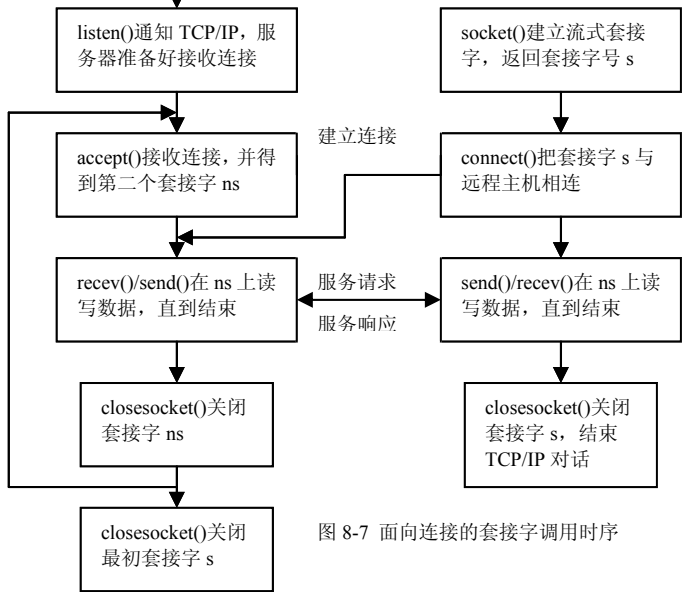 listen()通知 TCP/IP，服
务器准备好接收连接
socket()建立流式套接
字，返回套接字号 s
建立连接
accept()接收连接，并得
到第二个套接字 ns
connect()把套接字 s 与
远程主机相连
recev()/send()在 ns 上读
写数据，直到结束
服务请求
服务响应
send()/recev()在 ns 上读
写数据，直到结束
closesocket()关闭
套接字 ns
closesocket()关闭
套接字 s，结束
TCP/IP 对话
closesocket()关闭
最初套接字 s
图 8-7 面向连接的套接字调用时序